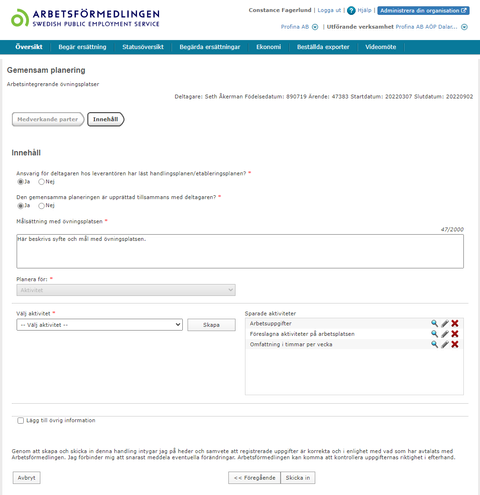 ARBETSFÖRMEDLINGEN
SWEDISH PUBLIC EMPLOYMENT SERVICE
Constance Fagerlund | Logga ut | ? Hjälp | Administrera din organisation
Profina AB | Utförande verksamhet Profina AB AÖP Dalar...
Översikt Begär ersättning Statusöversikt Begärda ersättningar Ekonomi Beställda exporter Videomöte
Gemensam planering
Arbetsintegrerande övningsplatser
Deltagare: Seth Åkerman Födelsedatum: 890719 Ärende: 47383 Startdatum: 20220307 Slutdatum: 20220902
Medverkande parter Innehåll
Innehåll
Ansvarig för deltagaren hos leverantören har läst handlingsplanen/etableringsplanen? *
Ja Nej
Den gemensamma planeringen är upprättad tillsammans med deltagaren? *
Ja Nej
Målsättning med övningsplatsen *
47/2000
Här beskrivs syfte och mål med övningsplatsen.
Planera för: *
Aktivitet
Välj aktivitet * Sparade aktiviteter
-- Välj aktivitet -- Skapa
Arbetsuppgifter
Föreslagna aktiviteter på arbetsplatsen
Omfattning i timmar per vecka
Lägg till övrig information
Genom att skapa och skicka in denna handling intygar jag på heder och samvete att registrerade uppgifter är korrekta och i enlighet med vad som har avtalats med
Arbetsförmedlingen. Jag förbinder mig att snarast meddela eventuella förändringar. Arbetsförmedlingen kan komma att kontrollera uppgifternas riktighet i efterhand.
Avbryt << Föregående Skicka in